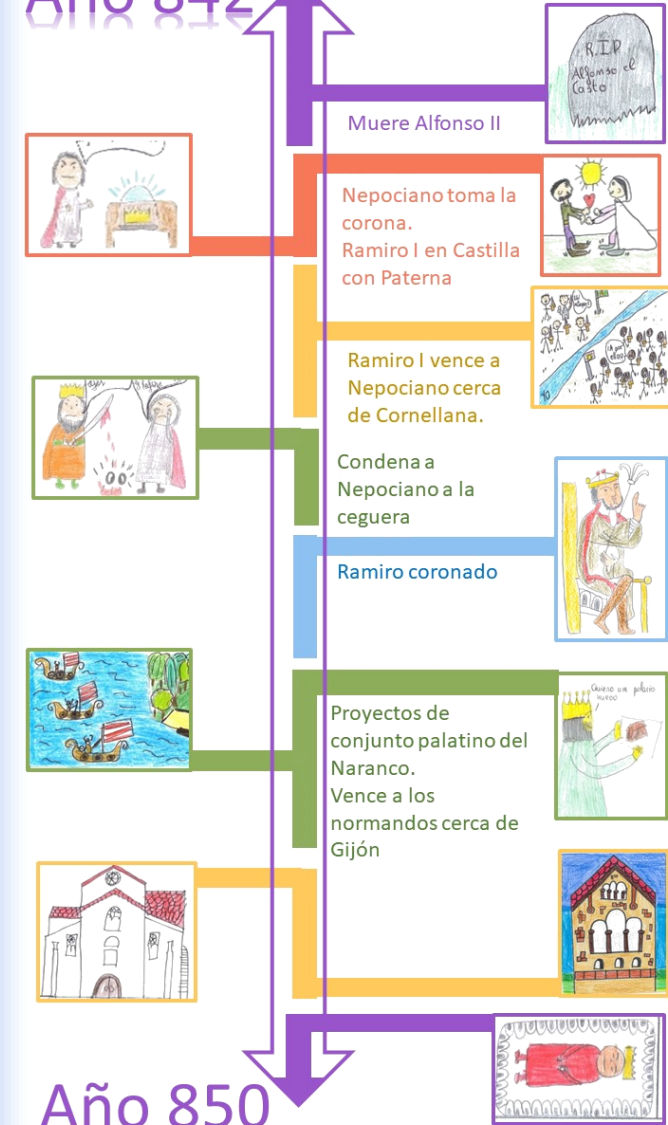 Año 842
R.I.P
Alfonso el
Casto
Muere Alfonso II
Nepociano toma la
corona.
Ramiro I en Castilla
con Paterna
¡A por
ellos!
Ramiro I vence a
Nepociano cerca
de Cornellana.
Condena a
Nepociano a la
ceguera
Ramiro coronado
Quiero un palacio
nuevo
Proyectos de
conjunto palatino del
Naranco.
Vence a los
normandos cerca de
Gijón
Año 850